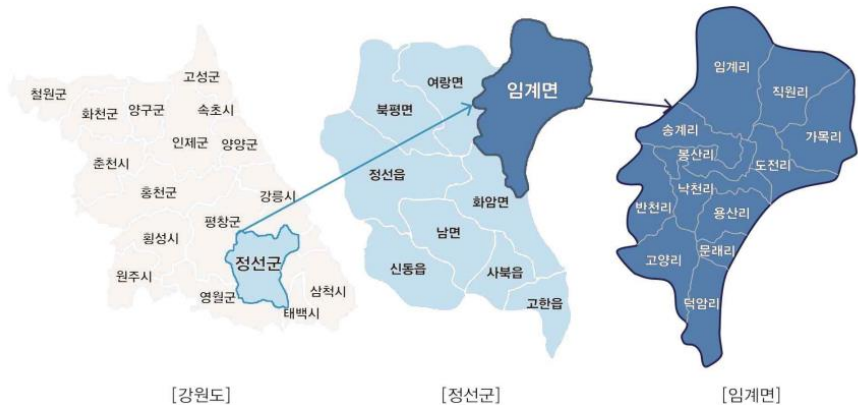 고성군
철원군
화천군
양구군
속초시
인제군
양양군
춘천시
홍천군
강릉시
평창군
횡성시
정선군
원주시
영월군
삼척시
태백시
[강원도]
여랑면
임계면
북평면
정선읍
화암면
남면
신동읍
사북읍
고한읍
[정선군]
임계리
직원리
송계리
가목리
봉산리
도전리
낙천리
반천리
용산리
고양리
문래리
덕암리
[임계면]